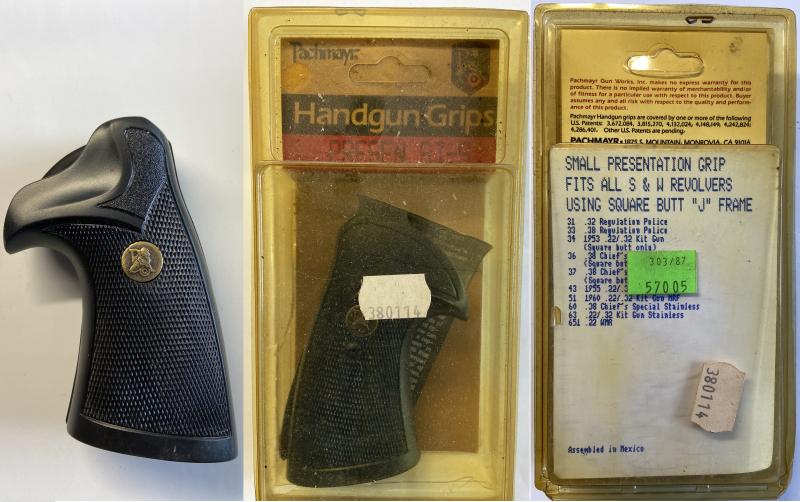 Pachmayr
Handgun Grips
380114
Pachmayr Gun Works, Inc. makes no express warranty for this
product. There is no implied warranty of merchantability and/or
of fitness for a particular use with respect to this product. Buyer
assumes any and all risk with respect to the quality and perform-
ance of this product.
Pachmayr Handgun grips are covered by one or more of the following
U.S. Patents: 3,672,084, 3,815,270, 4,132,024, 4,148,149, 4,242,824,
4,286,401. Other U.S. Patents are pending.
PACHMAYR • 1875 S. MOUNTAIN, MONROVIA, CA 91016
SMALL PRESENTATION GRIP
FITS ALL S & W REVOLVERS
USING SQUARE BUTT "J" FRAME
31 .32 Regulation Police
33 .38 Regulation Police
34 1953 .22/.32 Kit Gun
(Square butt only)
36 .38 Chief's
(Square but
37 .38 Chief's
(Square but
43 1955 .22/.3
51 1960 .22/.32 Kit Gun MRF
60 .38 Chief's Special Stainless
63 .22/.32 Kit Gun Stainless
651 .22 WMR
303/87
57005
380114
Assembled in Mexico